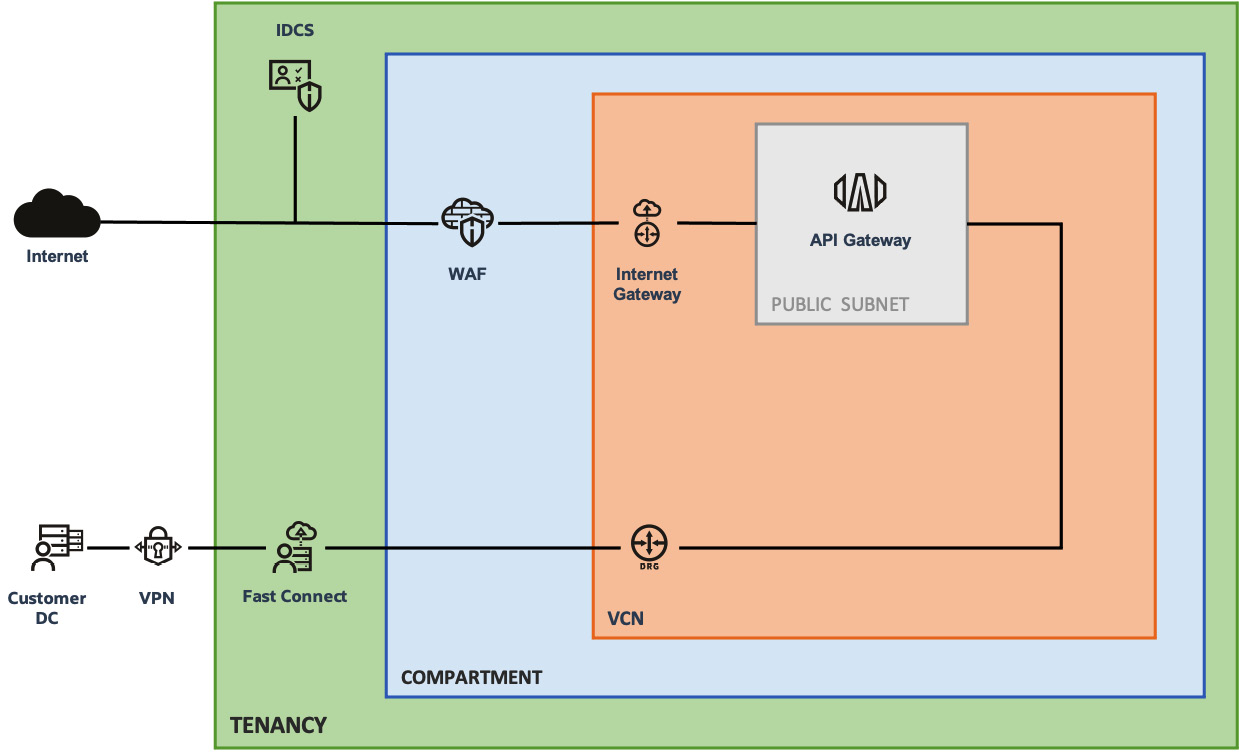 IDCS
Internet
WAF
Internet
Gateway
API Gateway
PUBLIC SUBNET
Customer
DC
VPN
Fast Connect
DRG
VCN
COMPARTMENT
TENANCY